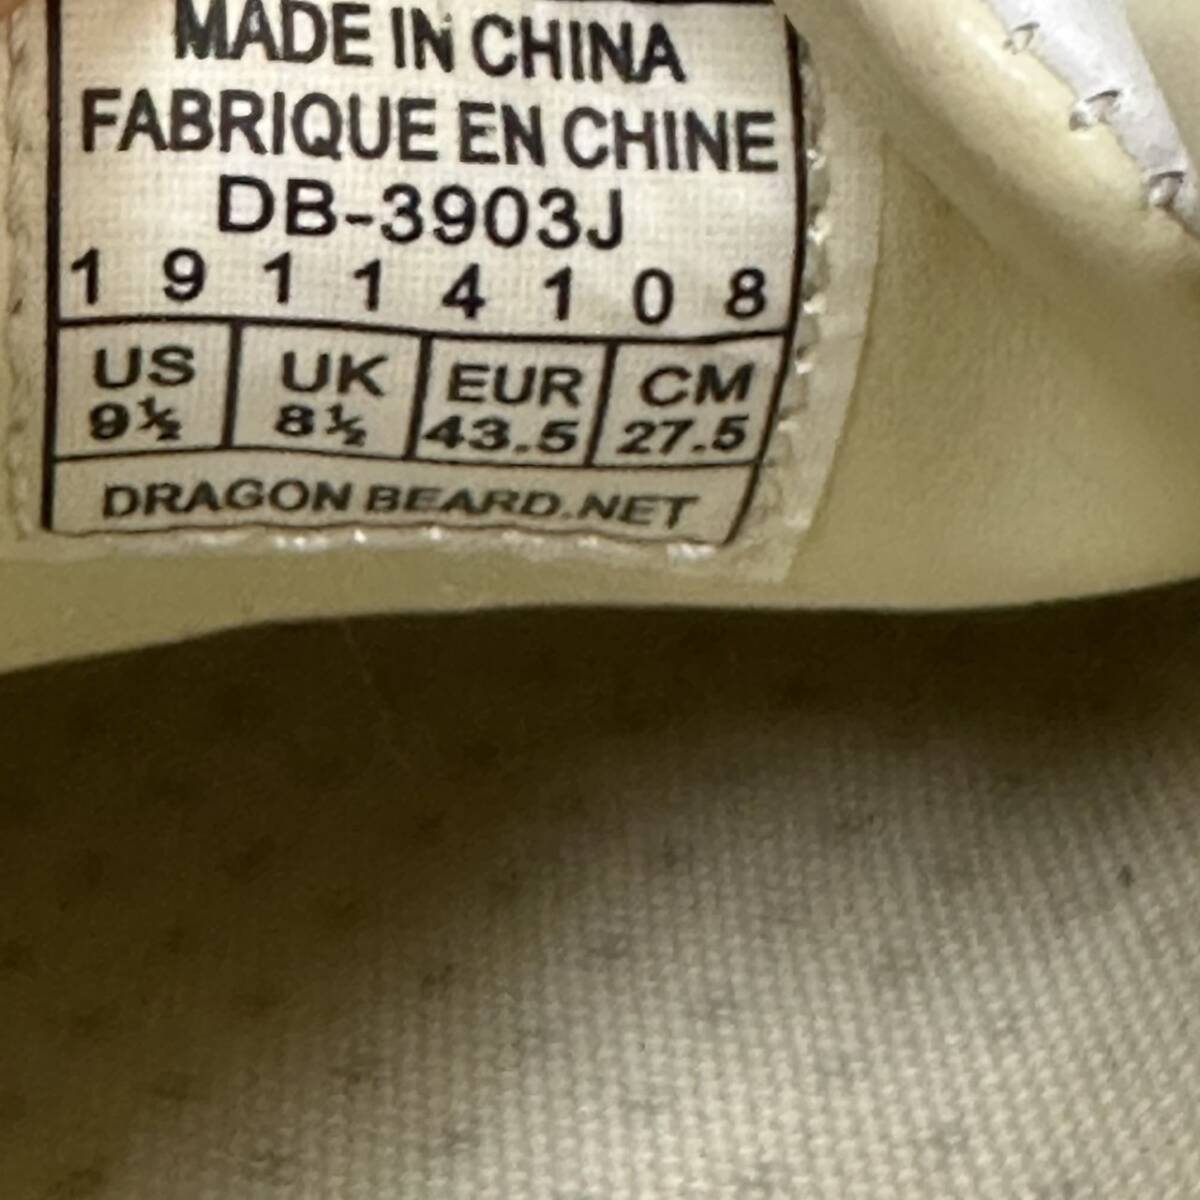 MADE IN CHINA
FABRIQUE EN CHINE
DB-3903J
1 9 1 1 4 1 0 8
US UK EUR CM
9½ 8½ 43.5 27.5
DRAGON BEARD.NET